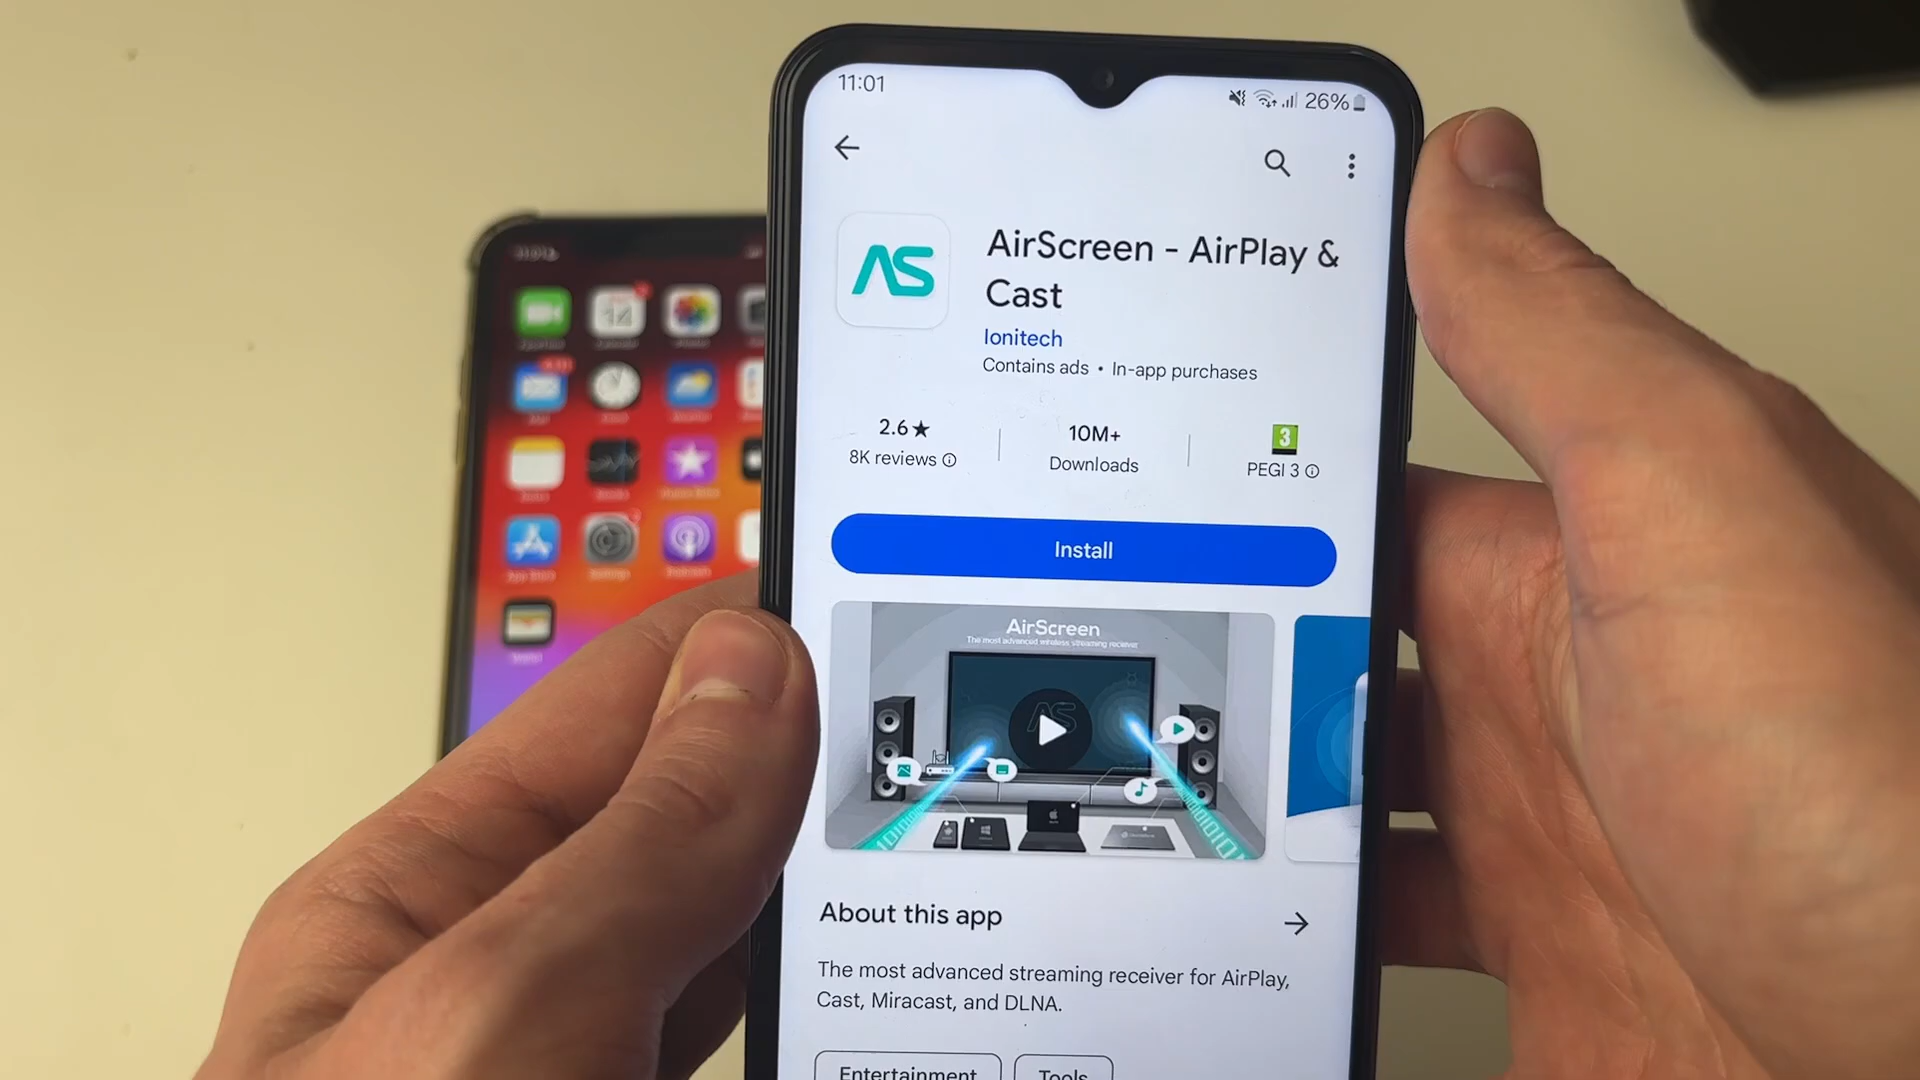 11:01
26%
AirScreen - AirPlay &
Cast
Ionitech
Contains ads • In-app purchases
2.6★
8K reviews
10M+
Downloads
3
PEGI 3
Install
AirScreen
The most advanced wireless streaming receiver
AS
About this app
The most advanced streaming receiver for AirPlay,
Cast, Miracast, and DLNA.
Entertainment
Tools